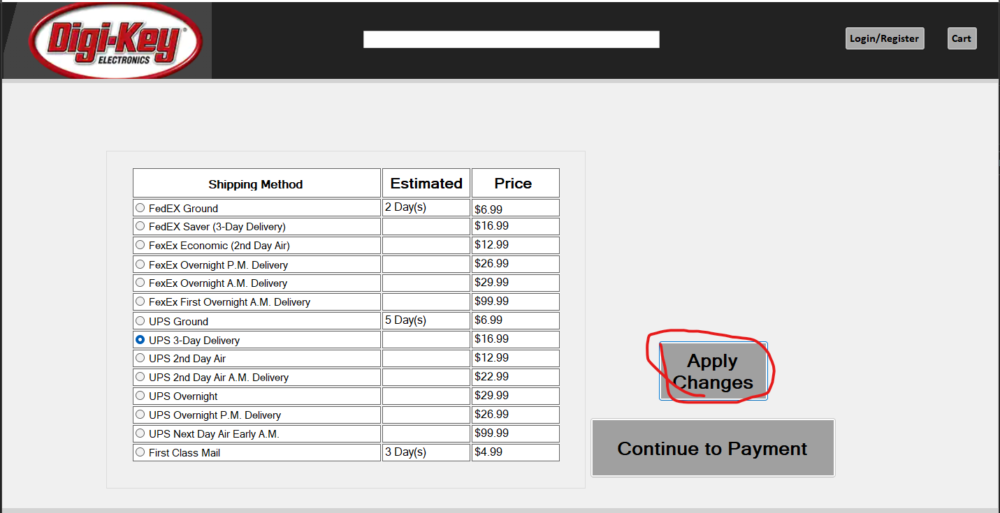 Digi-Key
ELECTRONICS
Login/Register
Cart
Shipping Method Estimated Price
FedEX Ground 2 Day(s) $6.99
FedEX Saver (3-Day Delivery) $16.99
FexEx Economic (2nd Day Air) $12.99
FexEx Overnight P.M. Delivery $26.99
FexEx Overnight A.M. Delivery $29.99
FexEx First Overnight A.M. Delivery $99.99
UPS Ground 5 Day(s) $6.99
UPS 3-Day Delivery $16.99
UPS 2nd Day Air $12.99
UPS 2nd Day Air A.M. Delivery $22.99
UPS Overnight $29.99
UPS Overnight P.M. Delivery $26.99
UPS Next Day Air Early A.M. $99.99
First Class Mail 3 Day(s) $4.99
Apply
Changes
Continue to Payment